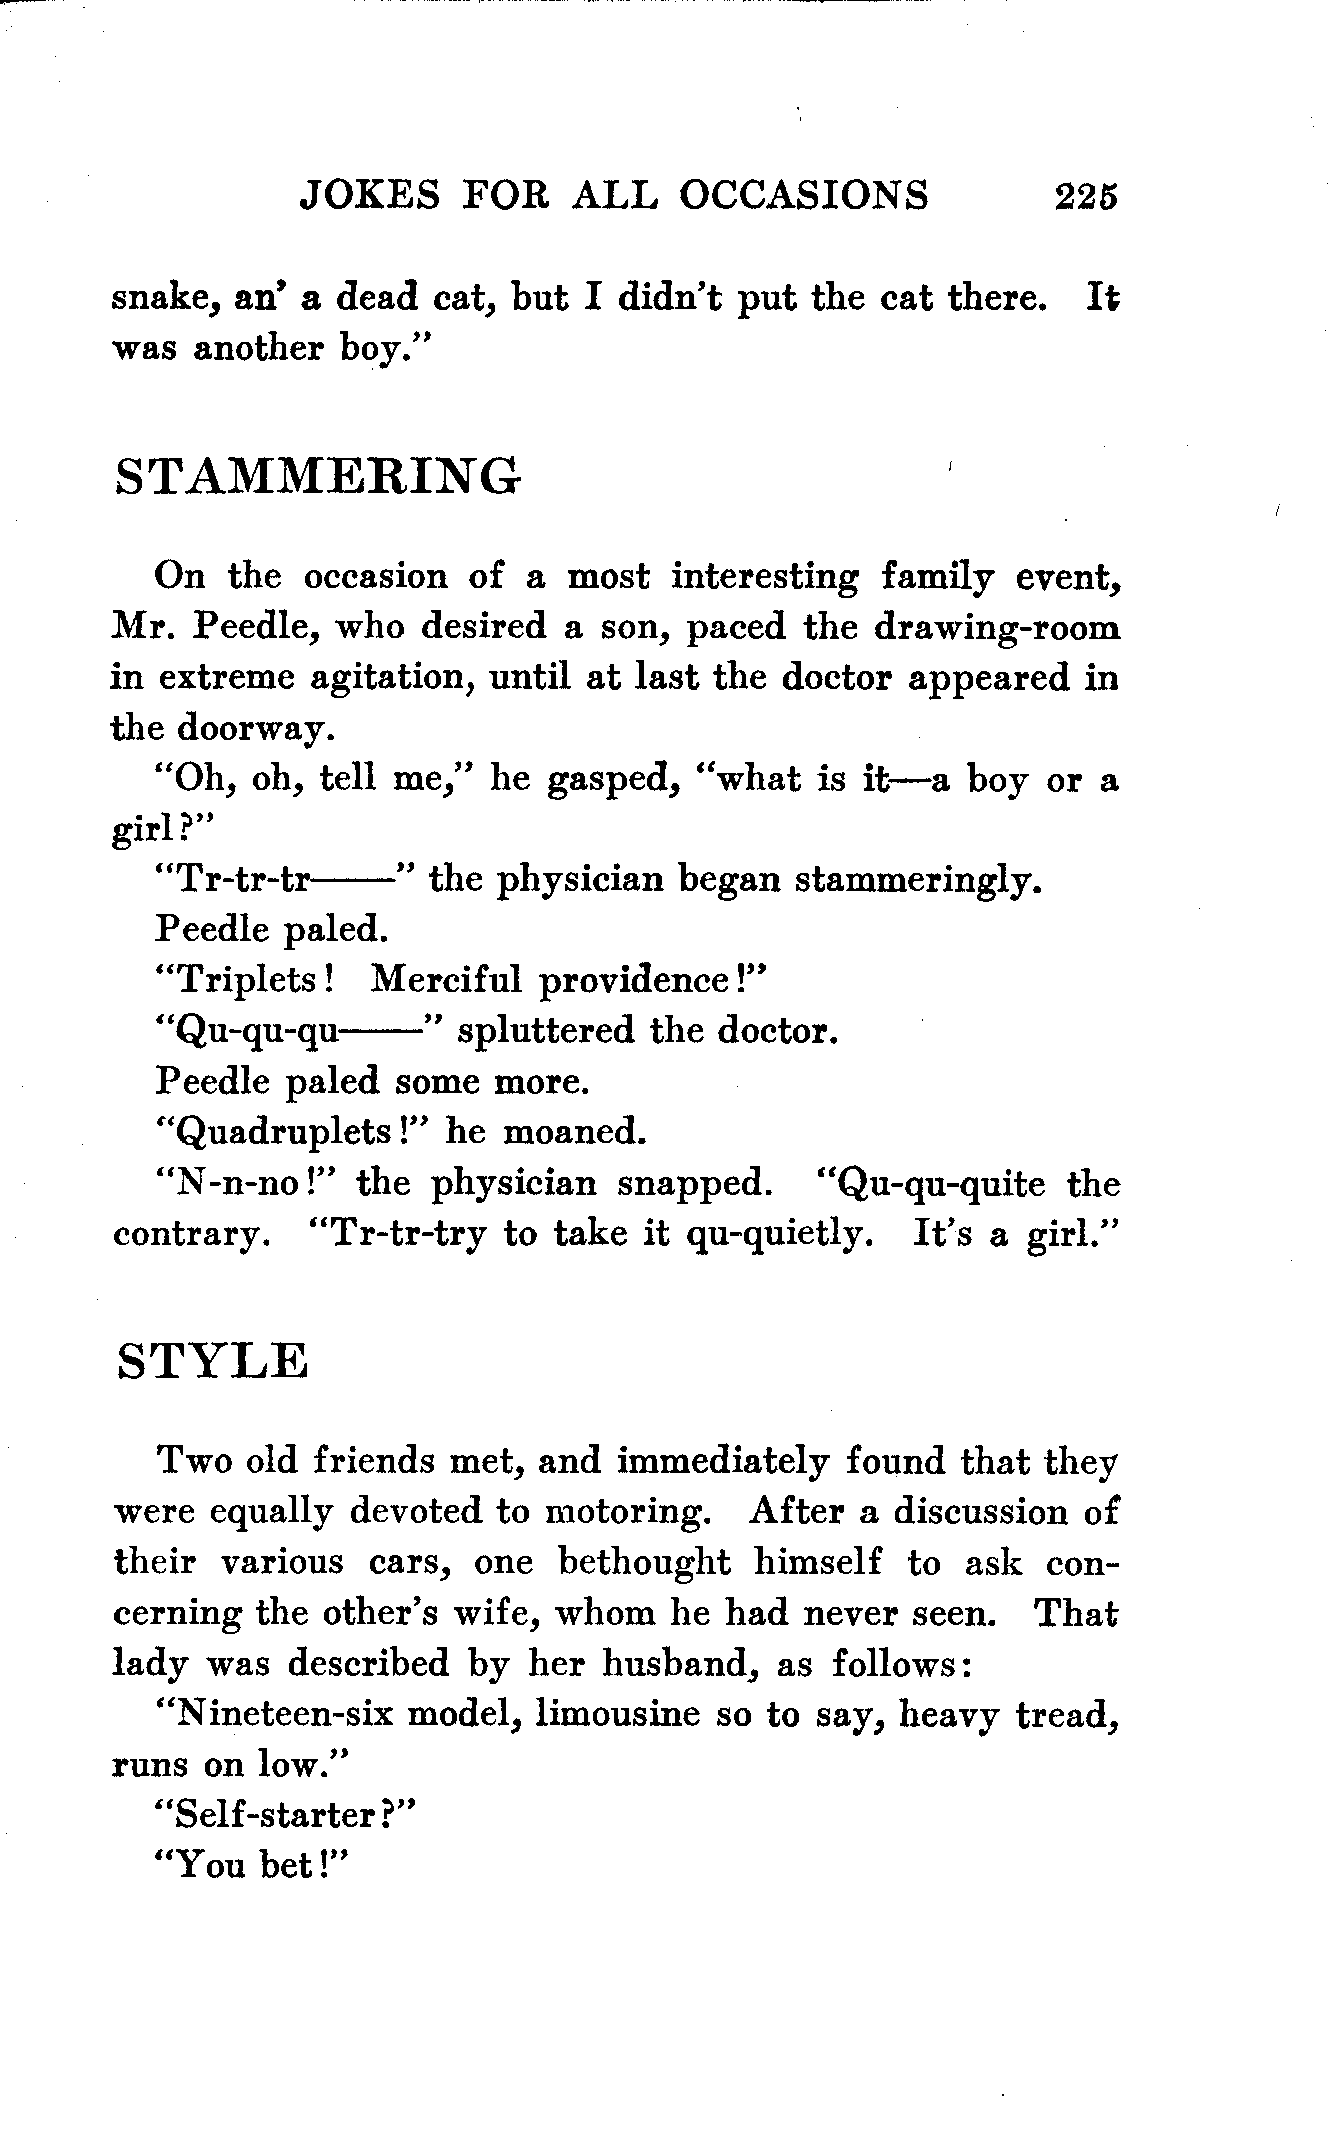 JOKES FOR ALL OCCASIONS 225
snake, an' a dead cat, but I didn't put the cat there. It
was another boy."
STAMMERING
On the occasion of a most interesting family event,
Mr. Peedle, who desired a son, paced the drawing-room
in extreme agitation, until at last the doctor appeared in
the doorway.
"Oh, oh, tell me," he gasped, "what is it—a boy or a
girl?"
"Tr-tr-tr——" the physician began stammeringly.
Peedle paled.
"Triplets! Merciful providence!"
"Qu-qu-qu——" spluttered the doctor.
Peedle paled some more.
"Quadruplets!" he moaned.
"N-n-no!" the physician snapped. "Qu-qu-quite the
contrary. "Tr-tr-try to take it qu-quietly. It's a girl."
STYLE
Two old friends met, and immediately found that they
were equally devoted to motoring. After a discussion of
their various cars, one bethought himself to ask con-
cerning the other's wife, whom he had never seen. That
lady was described by her husband, as follows:
"Nineteen-six model, limousine so to say, heavy tread,
runs on low."
"Self-starter?"
"You bet!"